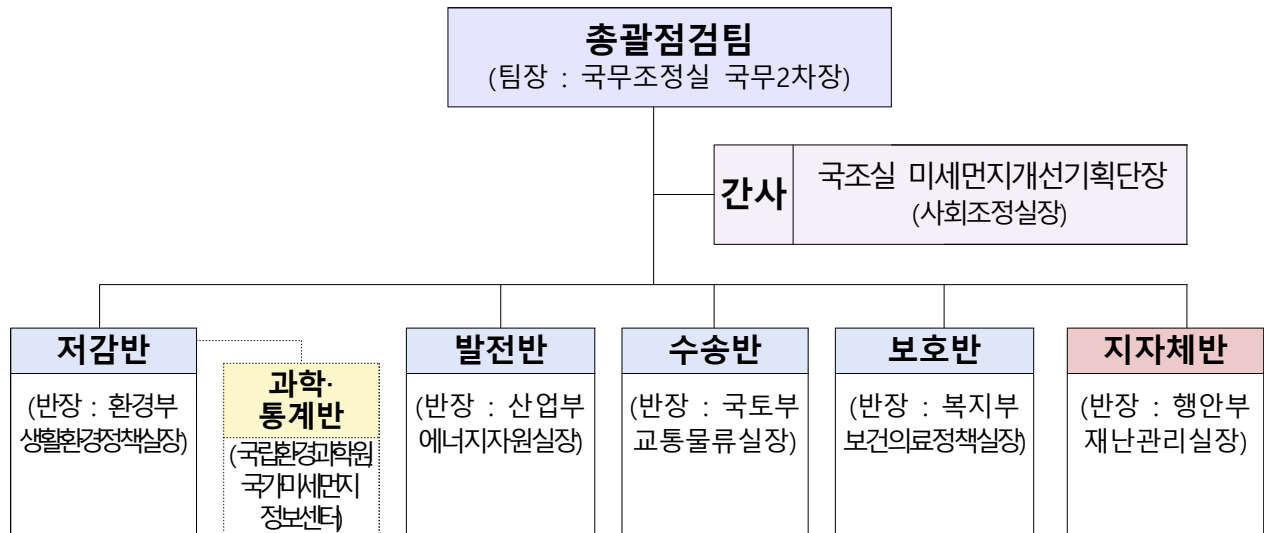 총괄점검팀
(팀장 : 국무조정실 국무2차장)
간사
국조실 미세먼지개선기획단장
(사회조정실장)
저감반
(반장 : 환경부
생활환경정책실장)
과학·
통계반
(국립환경과학원,
국가미세먼지
정보센터)
발전반
(반장 : 산업부
에너지자원실장)
수송반
(반장 : 국토부
교통물류실장)
보호반
(반장 : 복지부
보건의료정책실장)
지자체반
(반장 : 행안부
재난관리실장)